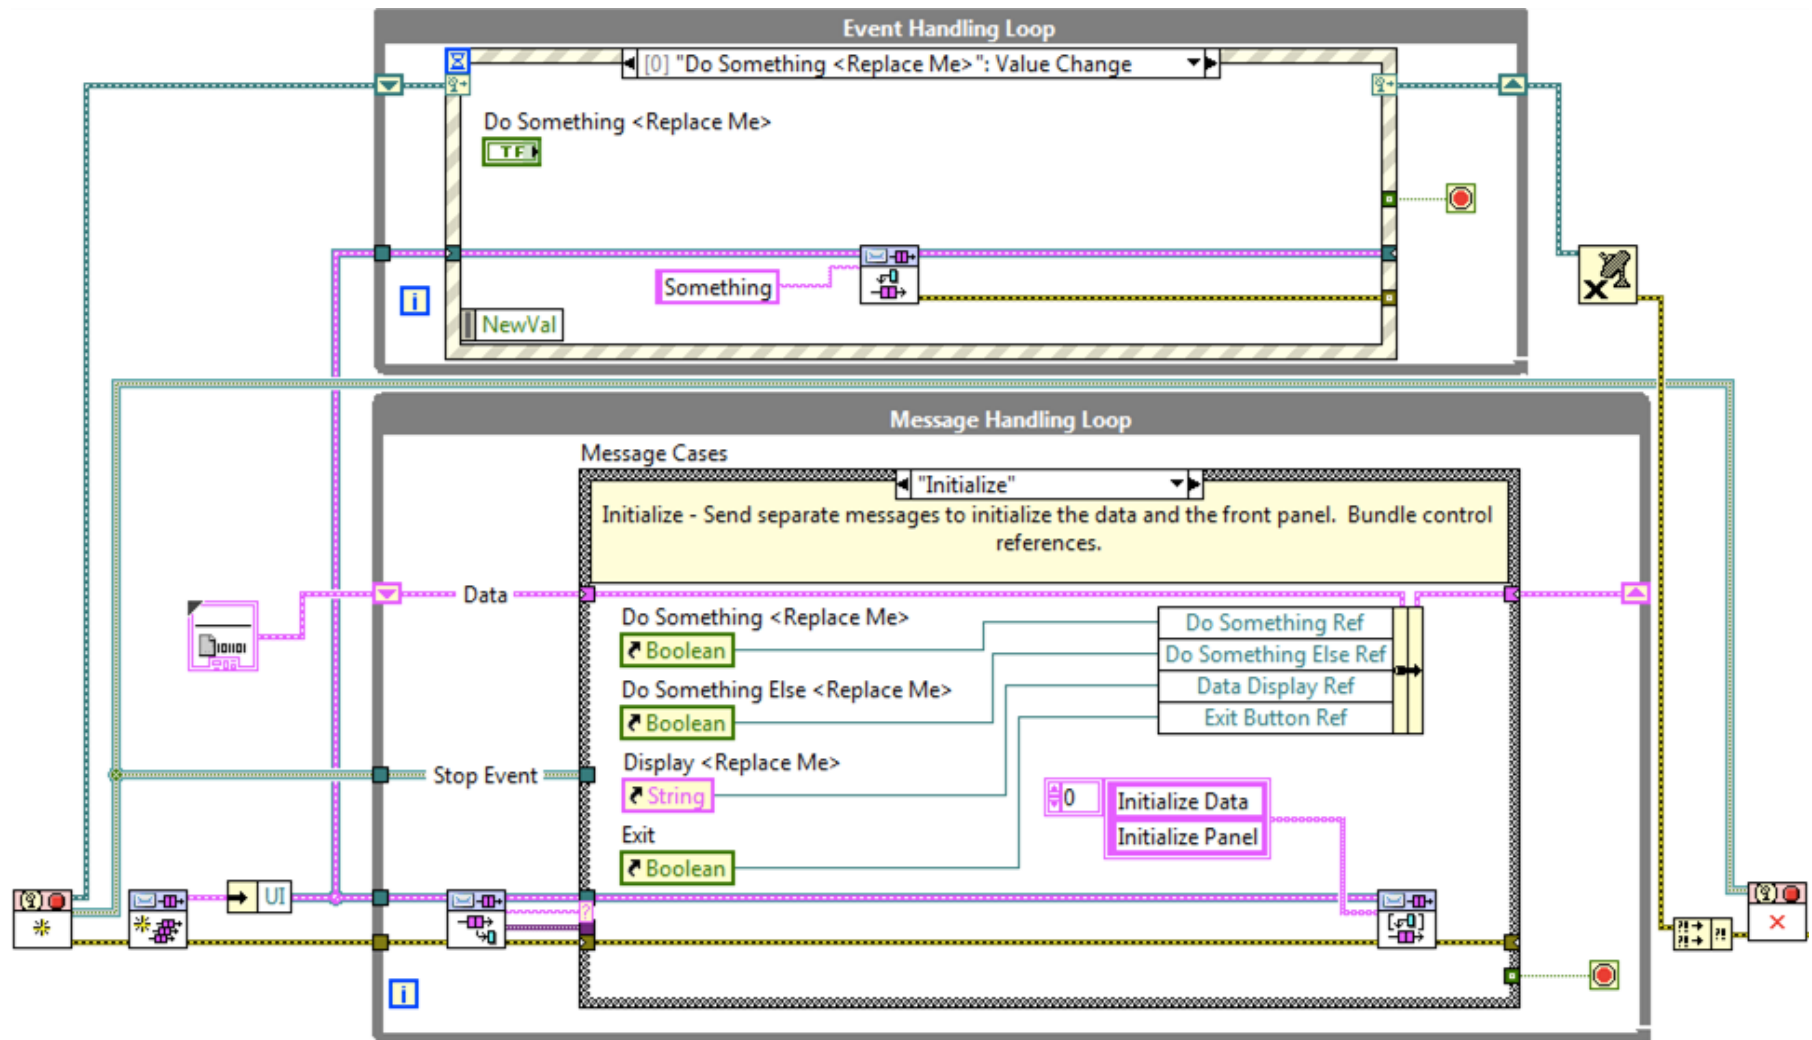 Event Handling Loop
[0] "Do Something <Replace Me>": Value Change
Do Something <Replace Me>
TF
Something
i
NewVal
Message Handling Loop
Message Cases
"Initialize"
Initialize - Send separate messages to initialize the data and the front panel. Bundle control
references.
Data
Do Something <Replace Me>
Boolean
Do Something Ref
Do Something Else Ref
Data Display Ref
Exit Button Ref
Do Something Else <Replace Me>
Boolean
Stop Event
Display <Replace Me>
String
0
Initialize Data
Initialize Panel
Exit
Boolean
UI
?
i